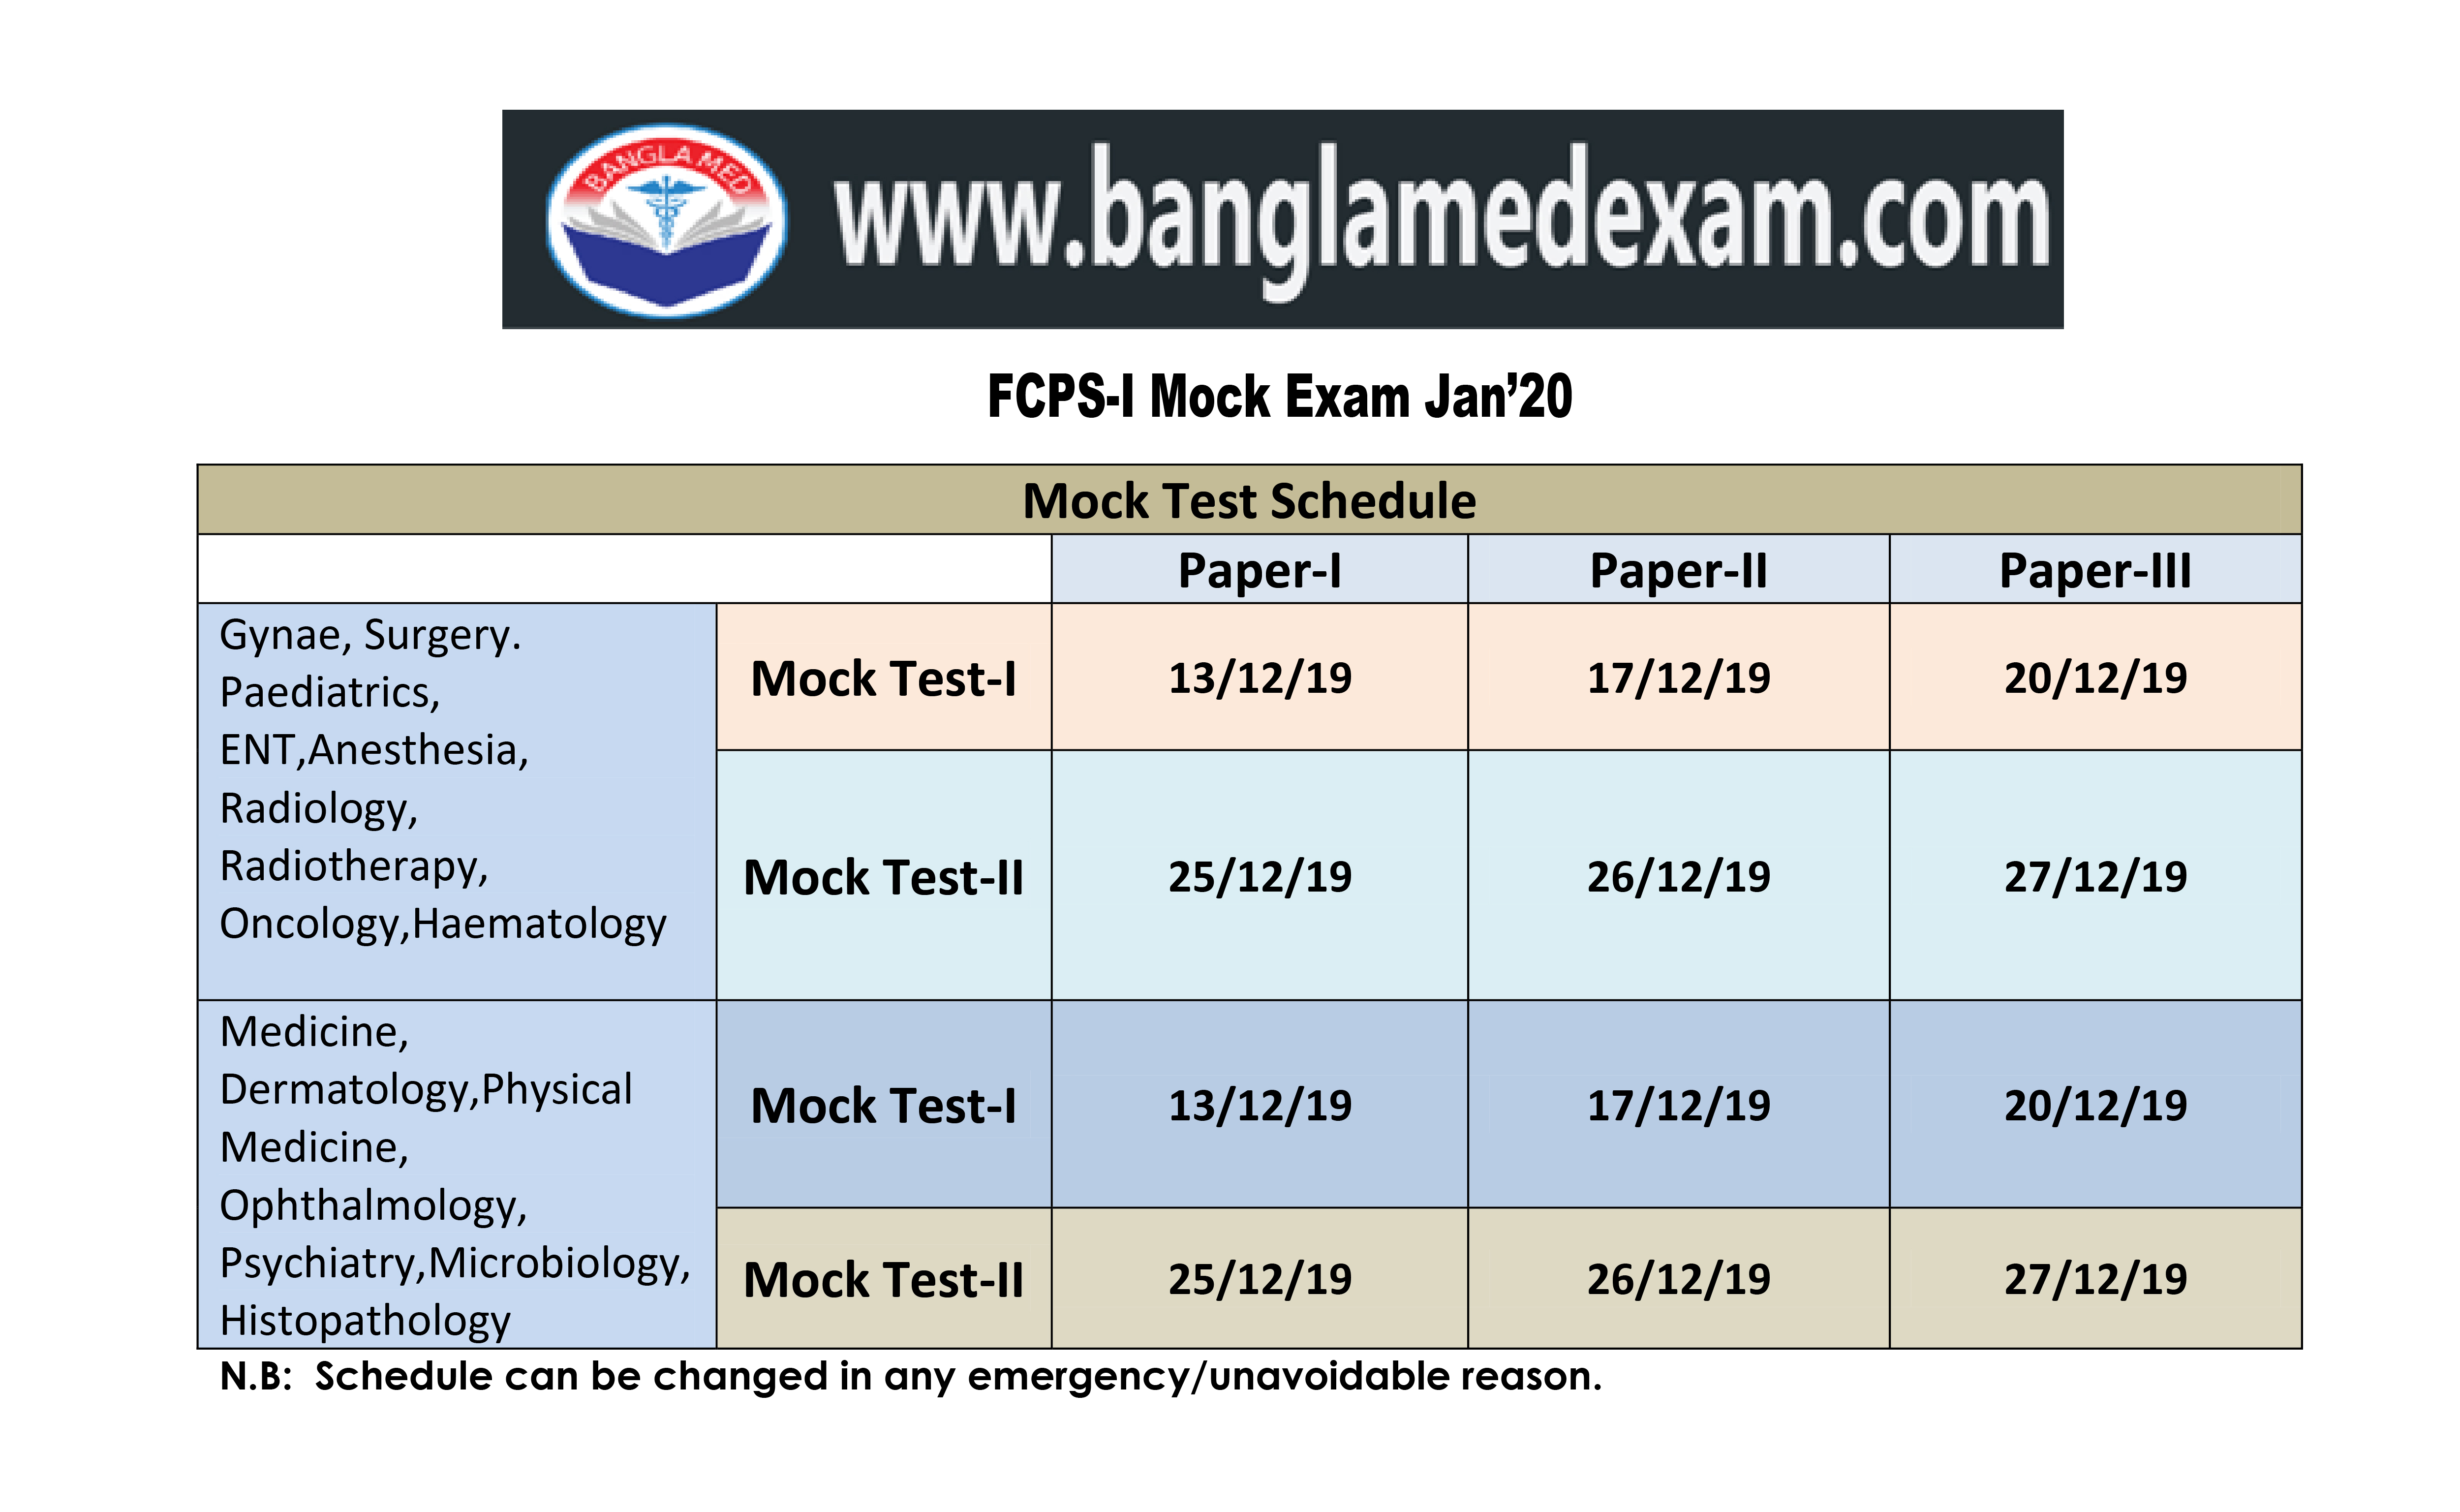 BANGLA MED
www.banglamedexam.com
FCPS-I Mock Exam Jan’20
Mock Test Schedule
Paper-I Paper-II Paper-III
Gynae, Surgery.
Paediatrics,
ENT,Anesthesia,
Radiology,
Radiotherapy,
Oncology,Haematology
Mock Test-I 13/12/19 17/12/19 20/12/19
Mock Test-II 25/12/19 26/12/19 27/12/19
Medicine,
Dermatology,Physical
Medicine,
Ophthalmology,
Psychiatry,Microbiology,
Histopathology
Mock Test-I 13/12/19 17/12/19 20/12/19
Mock Test-II 25/12/19 26/12/19 27/12/19
N.B: Schedule can be changed in any emergency/unavoidable reason.